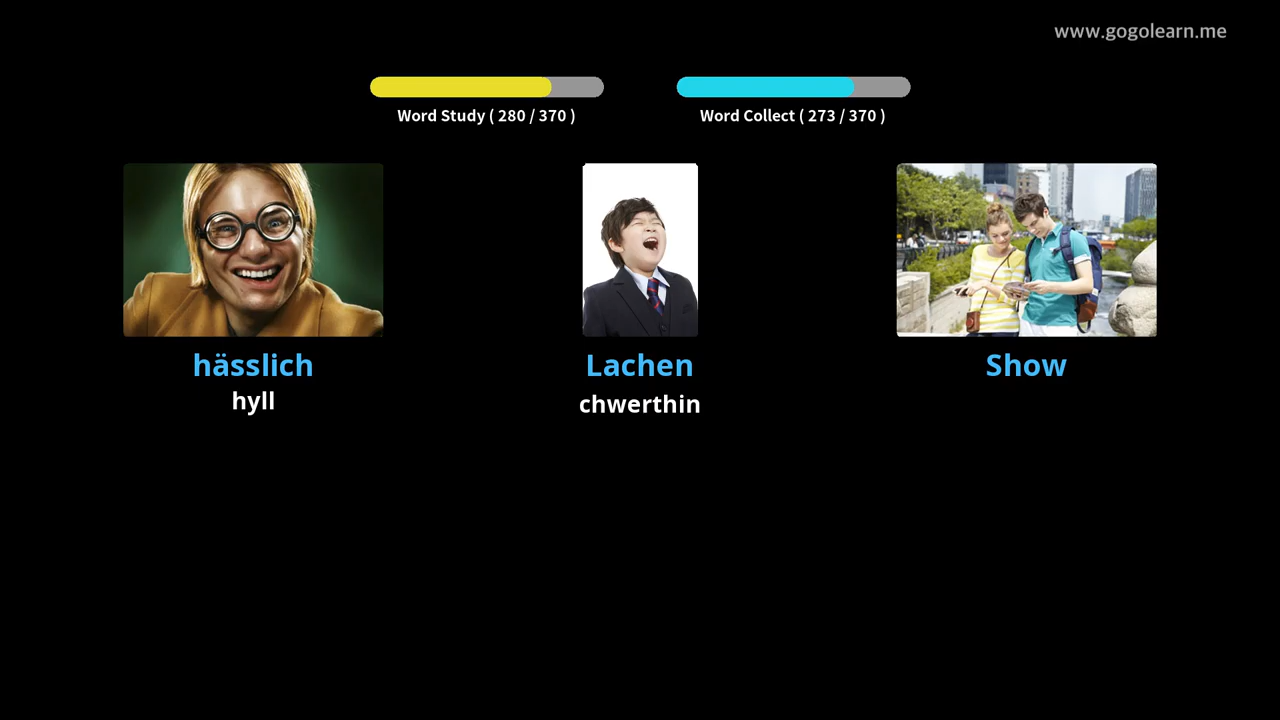 www.gogolearn.me
Word Study ( 280 / 370 )
Word Collect ( 273 / 370 )
hässlich
hyll
Lachen
chwerthin
Show